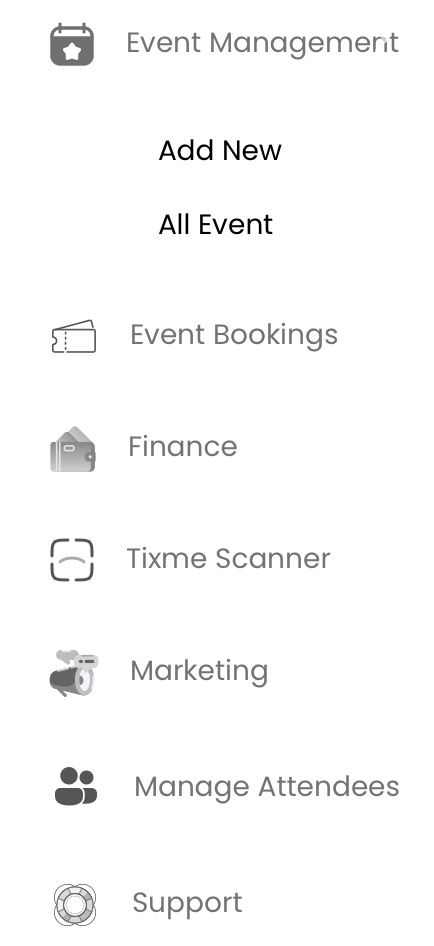 Event Management
Add New
All Event
Event Bookings
Finance
Tixme Scanner
Marketing
Manage Attendees
Support